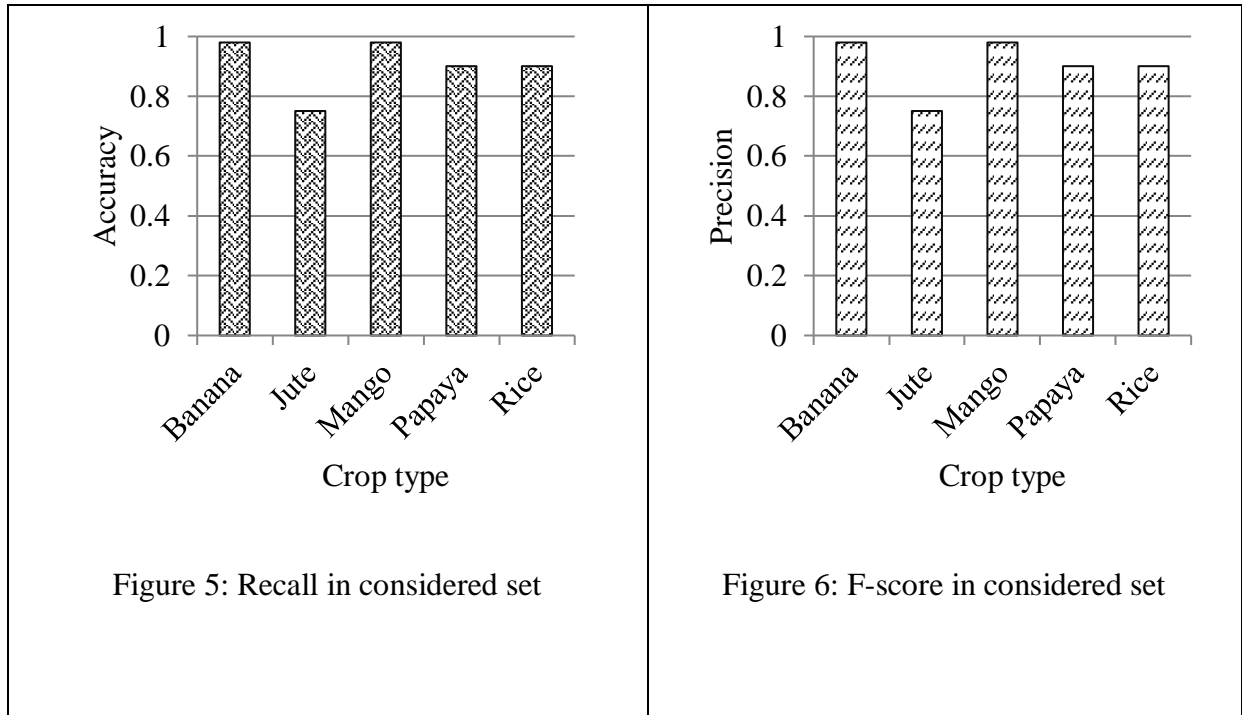 1
0.8
0.6
0.4
0.2
0
Accuracy
Banana
Jute
Mango
Papaya
Rice
Crop type
Figure 5: Recall in considered set
1
0.8
0.6
0.4
0.2
0
Precision
Banana
Jute
Mango
Papaya
Rice
Crop type
Figure 6: F-score in considered set